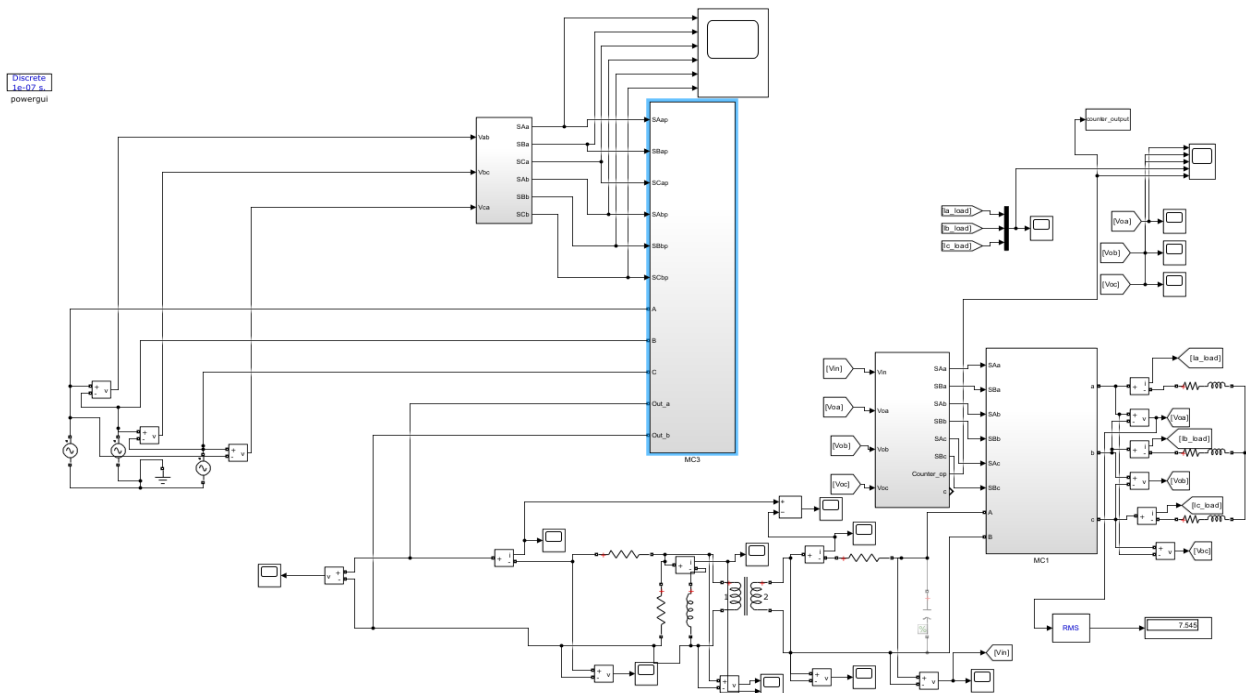 Discrete
1e-07 s.
powergui
Vab
Vbc
Vca
SAa
SBa
SCa
SAb
SBb
SCb
SAap
SBap
SCap
SAbp
SBbp
SCbp
A
B
C
Out_a
Out_b
MC3
+
-
v
+
-
v
+
-
v
counter_output
[Ia_load]
[Ib_load]
[Ic_load]
[Voa]
[Vob]
[Voc]
[Vin]
[Voa]
[Vob]
[Voc]
Vin
Voa
Vob
Voc
SAa
SBa
SAb
SBb
SAc
SBc
Counter_op
c
SAa
SBa
SAb
SBb
SAc
SBc
A
B
a
b
c
MC1
[Ia_load]
[Voa]
[Ib_load]
[Vob]
[Ic_load]
[Voc]
1
2
[Vin]
RMS
7.545